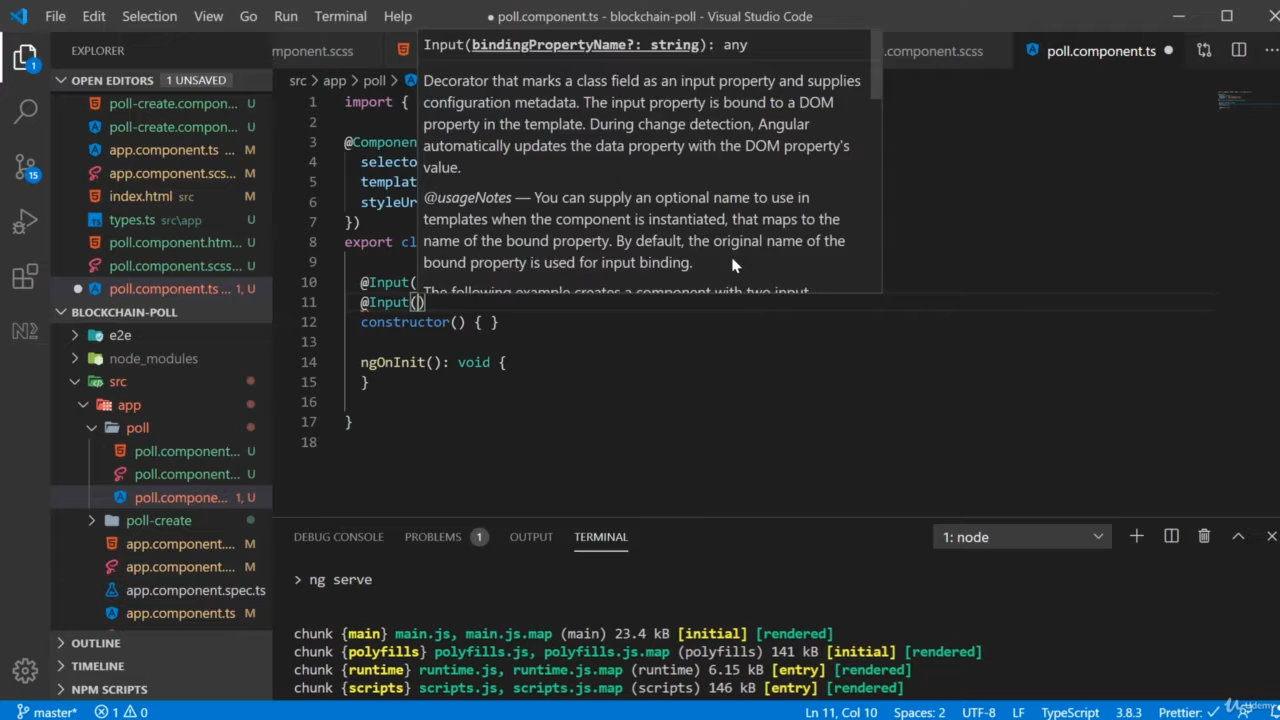 File Edit Selection View Go Run Terminal Help
● poll.component.ts - blockchain-poll - Visual Studio Code
EXPLORER
OPEN EDITORS 1 UNSAVED
poll-create.compon... U
poll-create.compon... U
app.component.ts ... M
app.component.scs... M
index.html src M
types.ts src\app U
poll.component.htm... U
poll.component.scss... U
poll.component.ts ... 1, U
BLOCKCHAIN-POLL
e2e
node_modules
src
app
poll
poll.component... U
poll.component... U
poll.compone... 1, U
poll-create
app.component.... M
app.component.... M
app.component.spec.ts
app.component.ts M
OUTLINE
TIMELINE
NPM SCRIPTS
mponent.scss
.component.scss
poll.component.ts ●
src > app > poll >
Input(bindingPropertyName?: string): any
Decorator that marks a class field as an input property and supplies
configuration metadata. The input property is bound to a DOM
property in the template. During change detection, Angular
automatically updates the data property with the DOM property's
value.
@usageNotes — You can supply an optional name to use in
templates when the component is instantiated, that maps to the
name of the bound property. By default, the original name of the
bound property is used for input binding.
The following example creates a component with two input
1 import {
2
3 @Componen
4 selecto
5 templat
6 styleUr
7 })
8 export cl
9
10 @Input(
11 @Input()
12 constructor() { }
13
14 ngOnInit(): void {
15 }
16
17 }
18
DEBUG CONSOLE PROBLEMS 1 OUTPUT TERMINAL
1: node
> ng serve
chunk {main} main.js, main.js.map (main) 23.4 kB [initial] [rendered]
chunk {polyfills} polyfills.js, polyfills.js.map (polyfills) 141 kB [initial] [rendered]
chunk {runtime} runtime.js, runtime.js.map (runtime) 6.15 kB [entry] [rendered]
chunk {scripts} scripts.js, scripts.js.map (scripts) 146 kB [entry] [rendered]
master* 1 0 Ln 11, Col 10 Spaces: 2 UTF-8 LF TypeScript 3.8.3 Prettier: ✓
Udemy